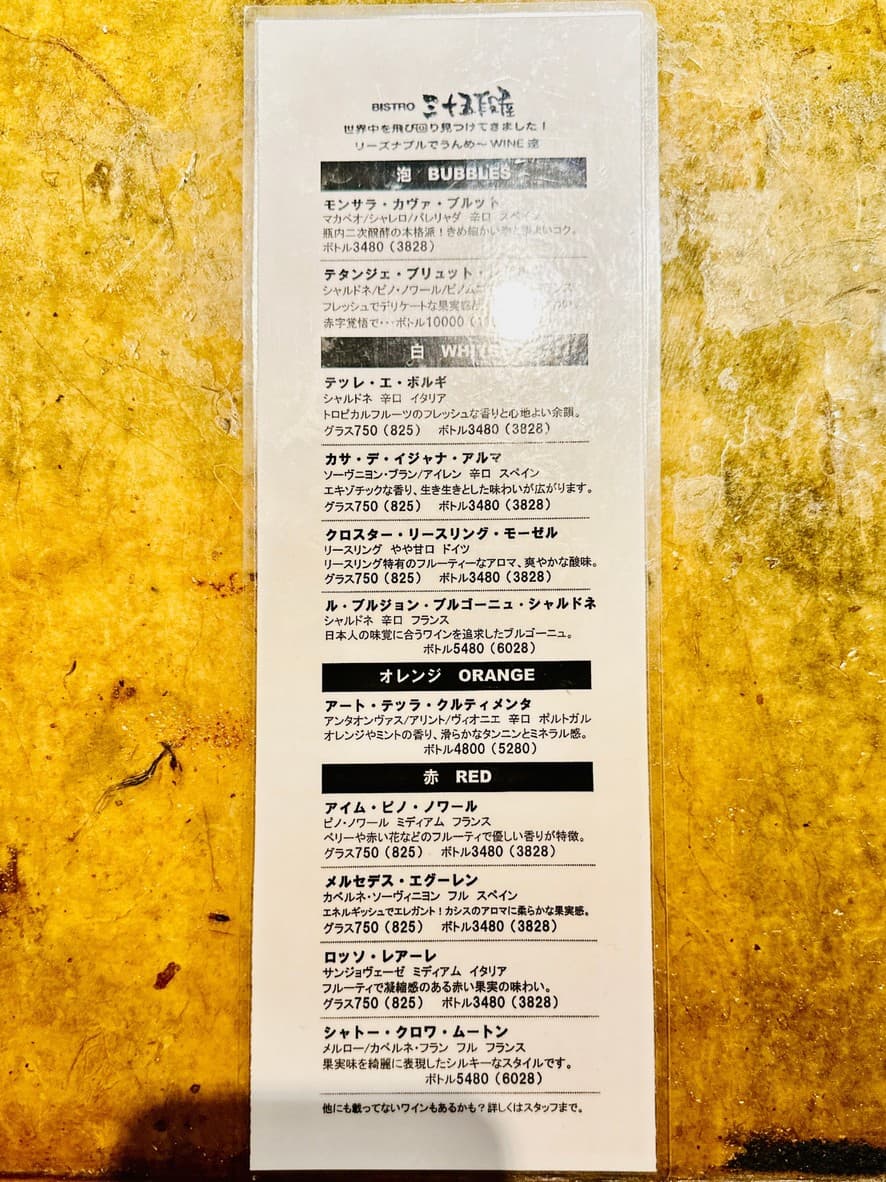 BISTRO 三十五段屋
世界中を飛び回り見つけてきました！
リーズナブルでうんめ～WINE達
泡 BUBBLES
モンサラ・カヴァ・ブルット
マカベオ/シャレロ/パレリャダ 辛口 スペイン
瓶内二次醗酵の本格派！きめ細かい泡と程よいコク。
ボトル3480（3828）
テタンジェ・ブリュット・
シャルドネ/ピノ・ノワール/ピノムニ
フレッシュでデリケートな果実感が
赤字覚悟で…ボトル10000
白 WHITE
テッレ・エ・ボルギ
シャルドネ 辛口 イタリア
トロピカルフルーツのフレッシュな香りと心地よい余韻。
グラス750（825） ボトル3480（3828）
カサ・デ・イジャナ・アルマ
ソーヴニヨン・ブラン/アイレン 辛口 スペイン
エキゾチックな香り、生き生きとした味わいが広がります。
グラス750（825） ボトル3480（3828）
クロスター・リースリング・モーゼル
リースリング やや甘口 ドイツ
リースリング特有のフルーティーなアロマ、爽やかな酸味。
グラス750（825） ボトル3480（3828）
ル・ブルジョン・ブルゴーニュ・シャルドネ
シャルドネ 辛口 フランス
日本人の味覚に合うワインを追求したブルゴーニュ。
ボトル5480（6028）
オレンジ ORANGE
アート・テッラ・クルティメンタ
アンタオンヴァス/アリント/ヴィオニエ 辛口 ポルトガル
オレンジやミントの香り、滑らかなタンニンとミネラル感。
ボトル4800（5280）
赤 RED
アイム・ピノ・ノワール
ピノ・ノワール ミディアム フランス
ベリーや赤い花などのフルーティで優しい香りが特徴。
グラス750（825） ボトル3480（3828）
メルセデス・エグーレン
カベルネ・ソーヴィニヨン フル スペイン
エネルギッシュでエレガント！カシスのアロマに柔らかな果実感。
グラス750（825） ボトル3480（3828）
ロッソ・レアーレ
サンジョヴェーゼ ミディアム イタリア
フルーティで凝縮感のある赤い果実の味わい。
グラス750（825） ボトル3480（3828）
シャトー・クロワ・ムートン
メルロー/カベルネ・フラン フル フランス
果実味を綺麗に表現したシルキーなスタイルです。
ボトル5480（6028）
他にも載ってないワインもあるかも？詳しくはスタッフまで。